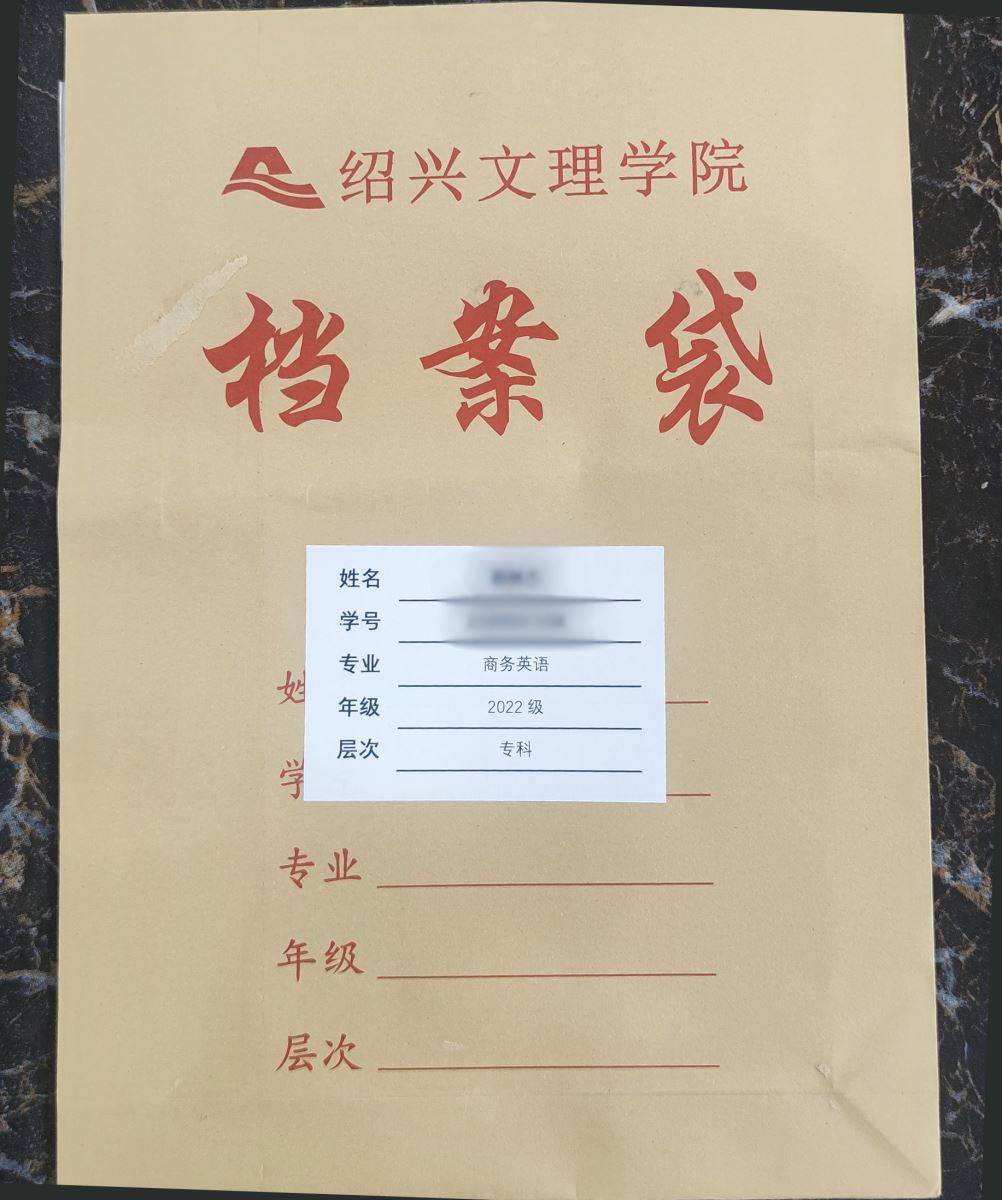 绍兴文理学院
档案袋
姓名
学号
专业 商务英语
年级 2022 级
层次 专科
姓
学
专业
年级
层次